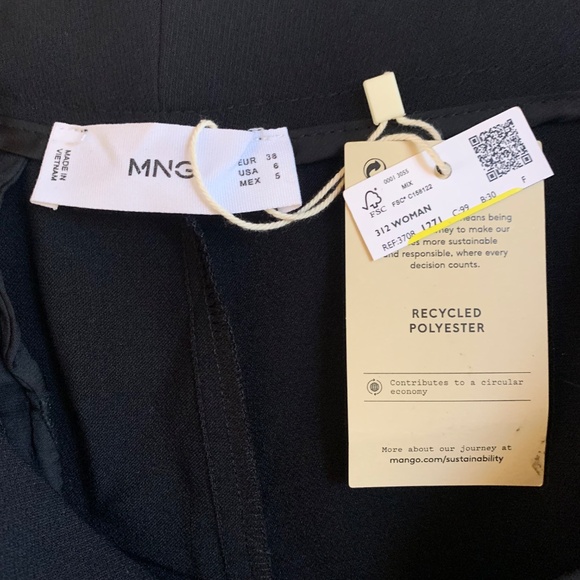 MADE IN
VIETNAM
MNG
EUR 38
USA 6
MEX 5
0001 3055
MIX
FSC
FSC® C158122
312 WOMAN
REF:3708 1271 C:99 B:30 F
means being
to make our
more sustainable
and responsible, where every
decision counts.
RECYCLED
POLYESTER
Contributes to a circular
economy
More about our journey at
mango.com/sustainability